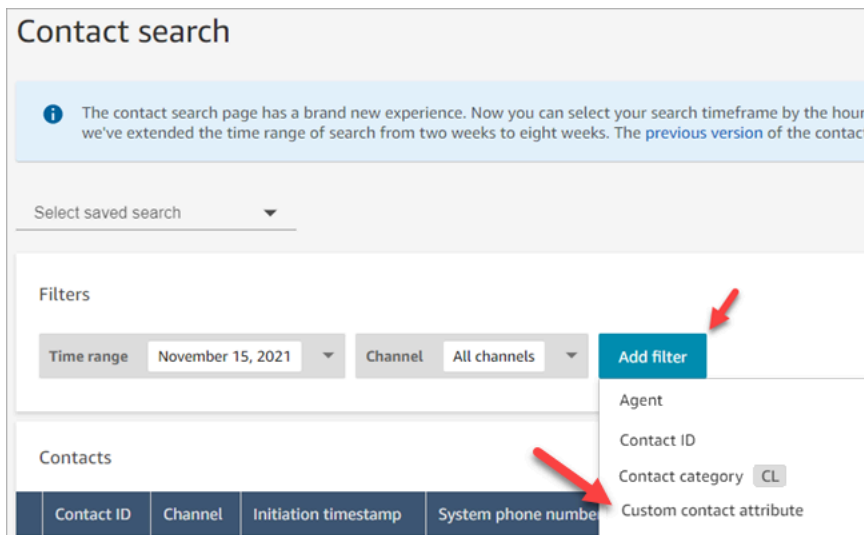 Contact search
The contact search page has a brand new experience. Now you can select your search timeframe by the hour
we've extended the time range of search from two weeks to eight weeks. The previous version of the contac
Select saved search
Filters
Time range November 15, 2021 Channel All channels Add filter
Agent
Contact ID
Contact category CL
Custom contact attribute
Contacts
Contact ID Channel Initiation timestamp System phone number